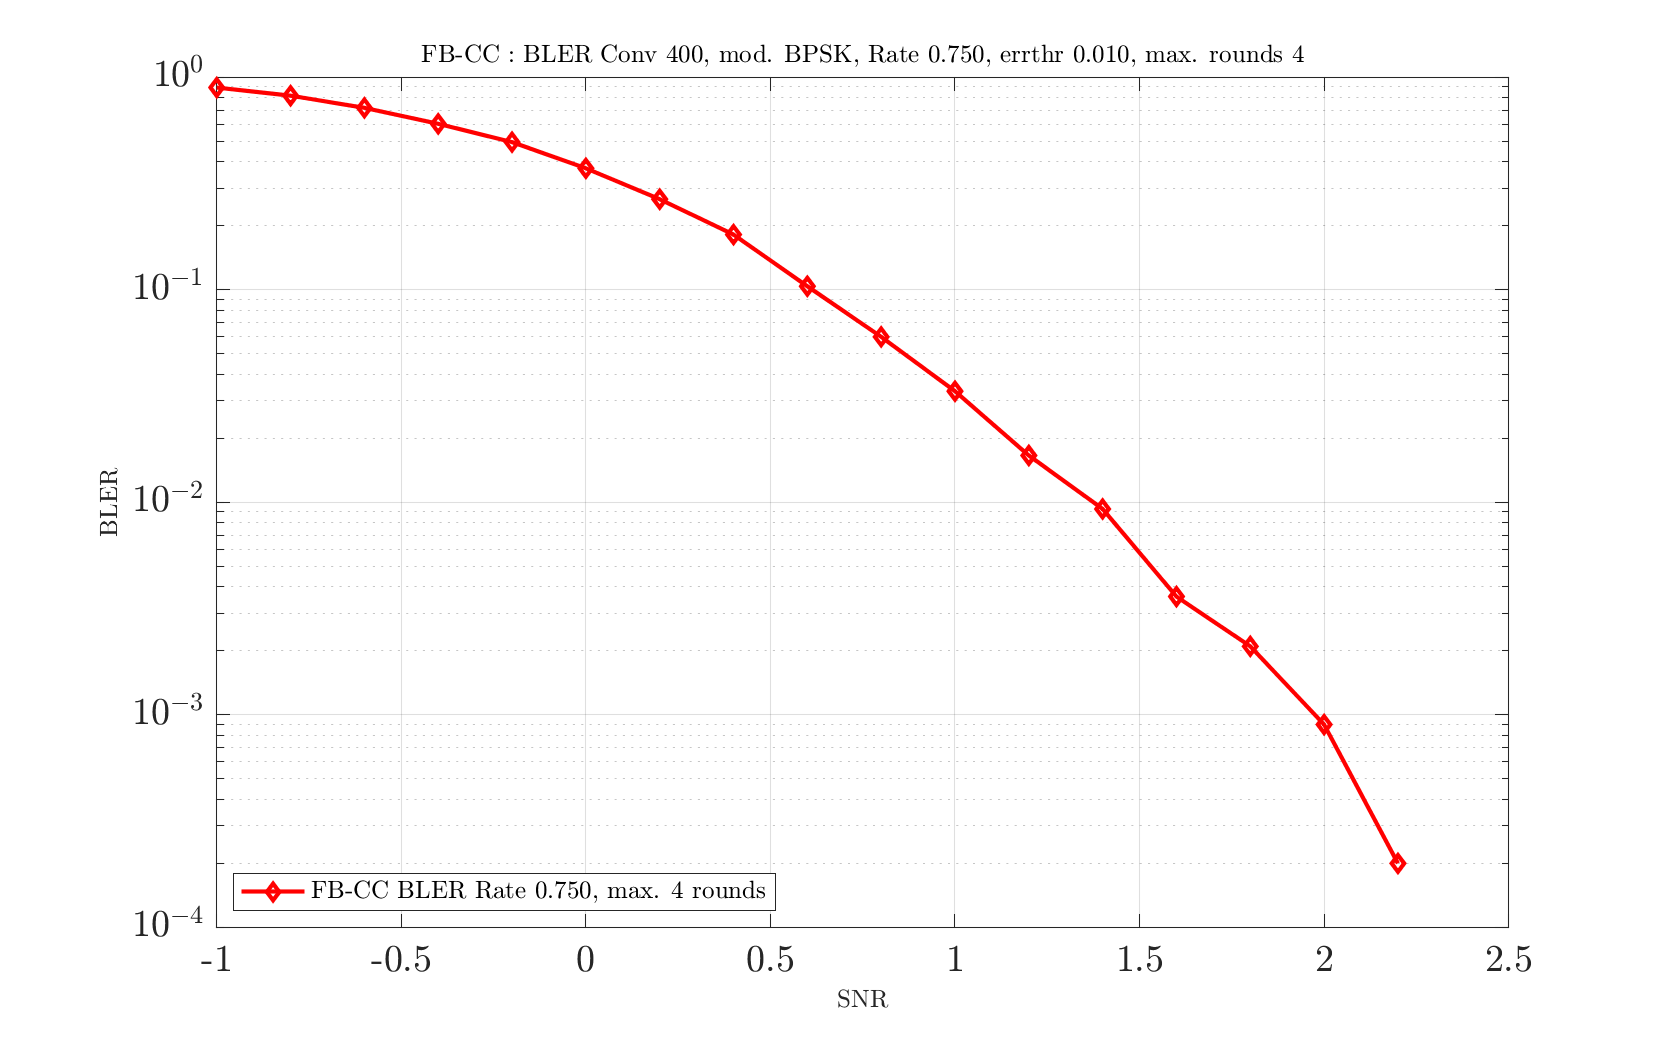 FB-CC : BLER Conv 400, mod. BPSK, Rate 0.750, errthr 0.010, max. rounds 4
10^0
10^-1
10^-2
10^-3
10^-4
BLER
FB-CC BLER Rate 0.750, max. 4 rounds
-1 -0.5 0 0.5 1 1.5 2 2.5
SNR